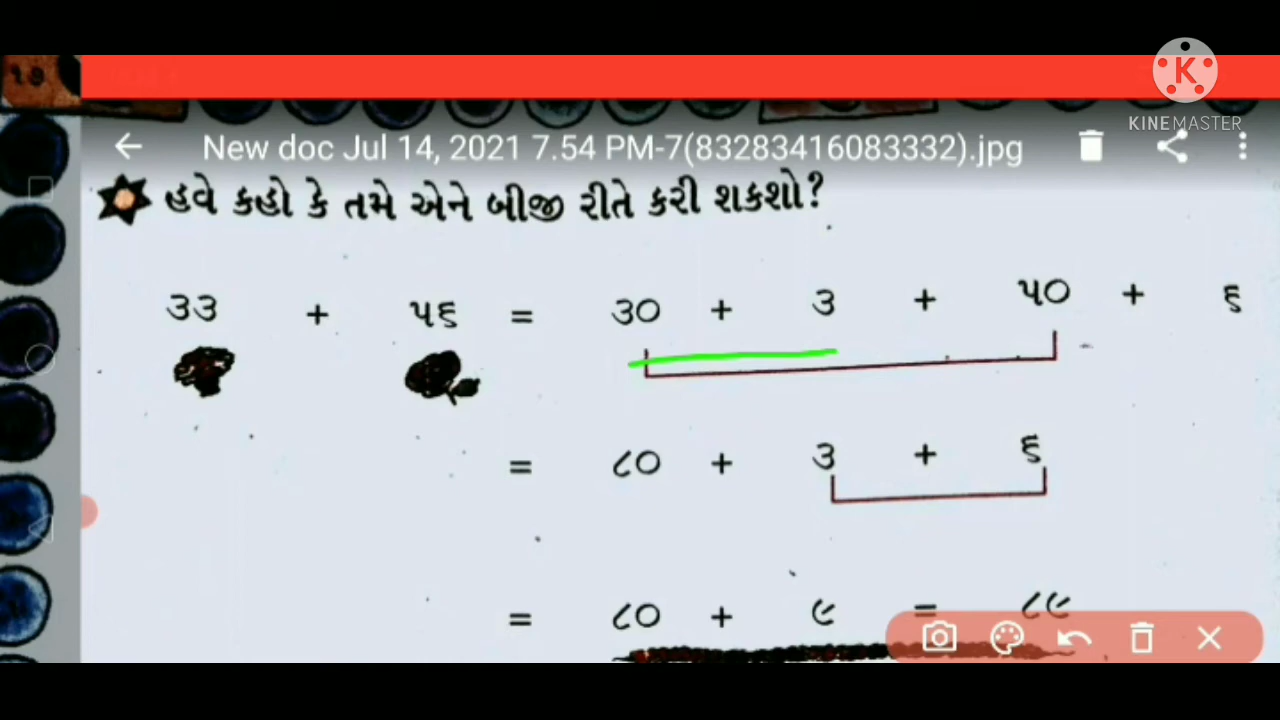 ૧૭
KINEMASTER
New doc Jul 14, 2021 7.54 PM-7(83283416083332).jpg
હવે કહો કે તમે એને બીજી રીતે કરી શકશો?
૩૩ + ૫૬ = ૩૦ + ૩ + ૫૦ + ૬
= ૮૦ + ૩ + ૬
= ૮૦ + ૯ = ૮૯